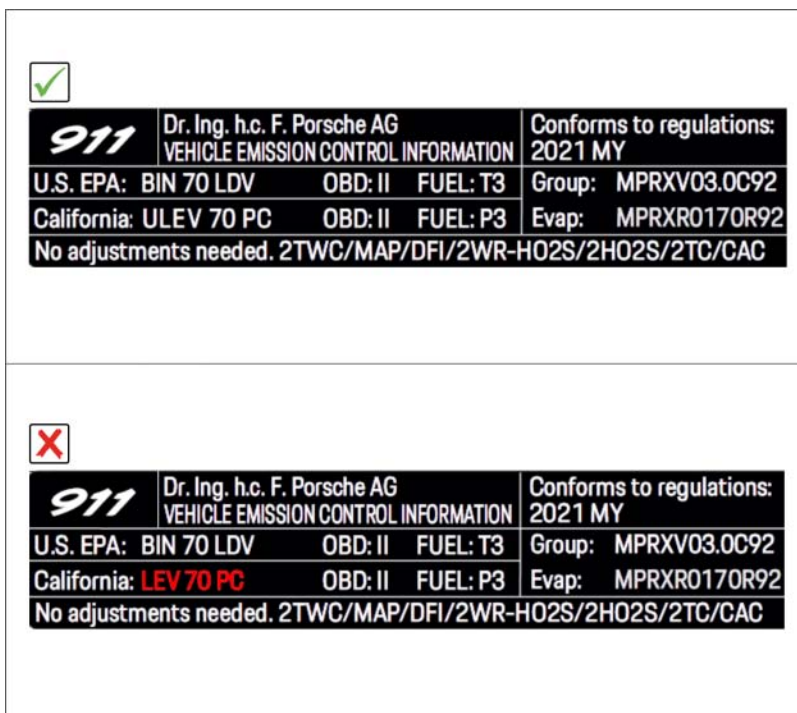 911
Dr. Ing. h.c. F. Porsche AG
VEHICLE EMISSION CONTROL INFORMATION
Conforms to regulations:
2021 MY
U.S. EPA: BIN 70 LDV OBD: II FUEL: T3 Group: MPRXV03.0C92
California: ULEV 70 PC OBD: II FUEL: P3 Evap: MPRXR0170R92
No adjustments needed. 2TWC/MAP/DFI/2WR-HO2S/2HO2S/2TC/CAC
911
Dr. Ing. h.c. F. Porsche AG
VEHICLE EMISSION CONTROL INFORMATION
Conforms to regulations:
2021 MY
U.S. EPA: BIN 70 LDV OBD: II FUEL: T3 Group: MPRXV03.0C92
California: LEV 70 PC OBD: II FUEL: P3 Evap: MPRXR0170R92
No adjustments needed. 2TWC/MAP/DFI/2WR-HO2S/2HO2S/2TC/CAC